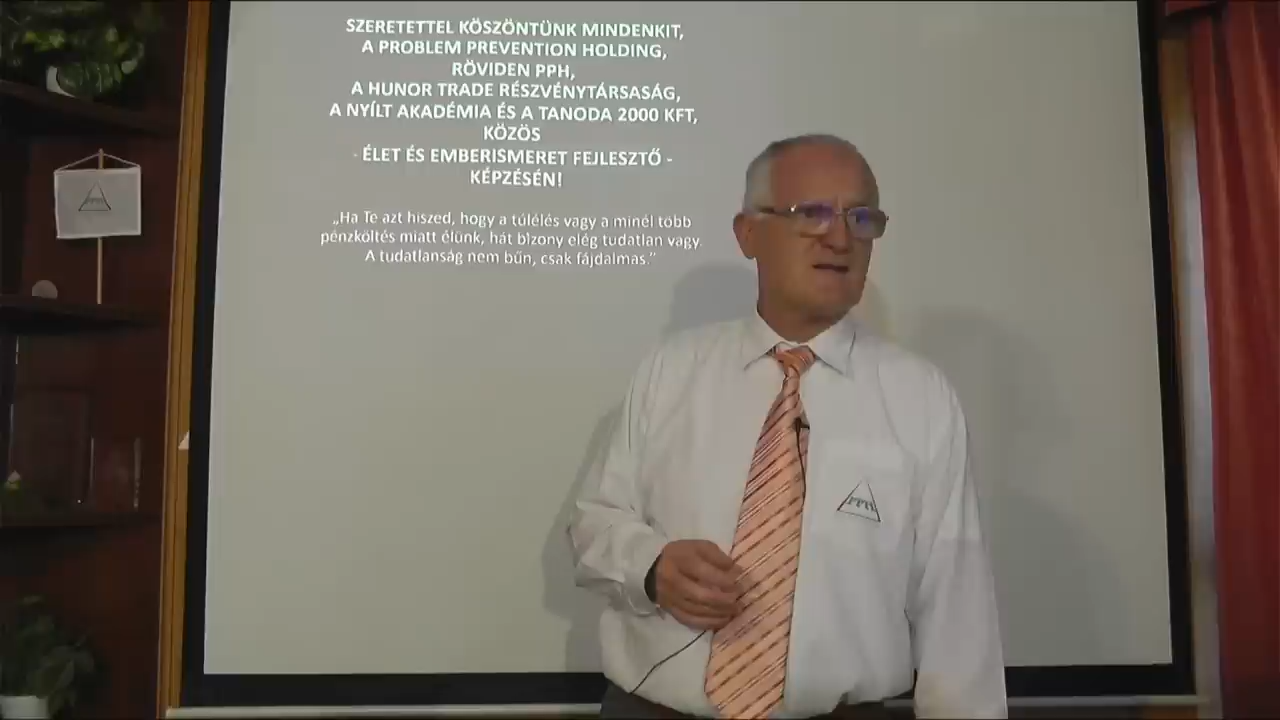 SZERETETTEL KÖSZÖNTÜNK MINDENKIT,
A PROBLEM PREVENTION HOLDING,
RÖVIDEN PPH,
A HUNOR TRADE RÉSZVÉNYTÁRSASÁG,
A NYÍLT AKADÉMIA ÉS A TANODA 2000 KFT,
KÖZÖS
- ÉLET ÉS EMBERISMERET FEJLESZTŐ -
KÉPZÉSÉN!
„Ha Te azt hiszed, hogy a túlélés vagy a minél több
pénzköltés miatt élünk, hát bizony elég tudatlan vagy.
A tudatlanság nem bűn, csak fájdalmas.”
PPH
PPH